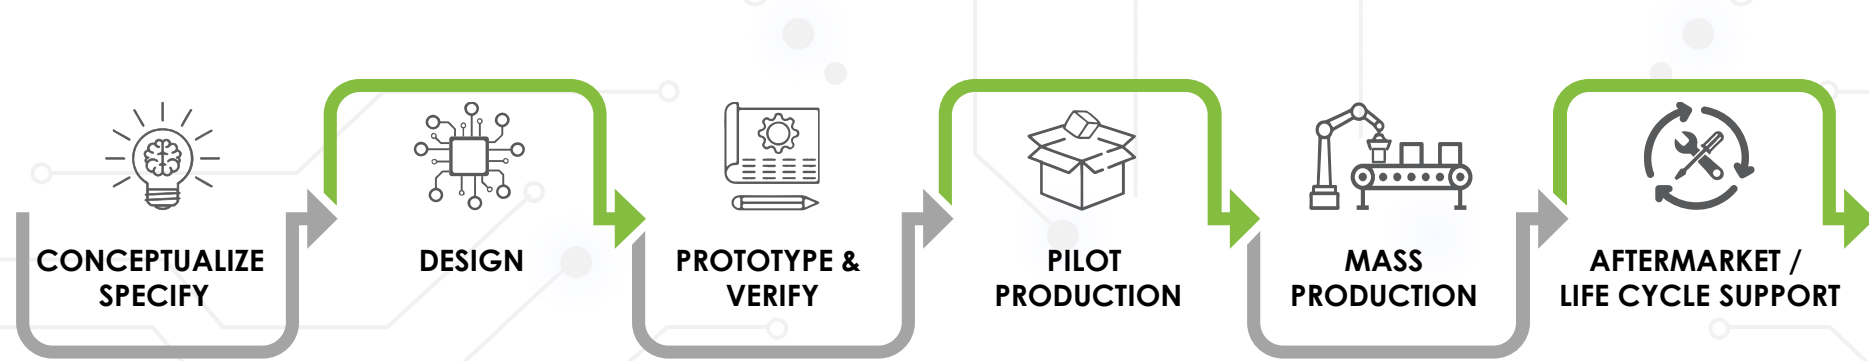 CONCEPTUALIZE
SPECIFY
DESIGN
PROTOTYPE &
VERIFY
PILOT
PRODUCTION
MASS
PRODUCTION
AFTERMARKET /
LIFE CYCLE SUPPORT